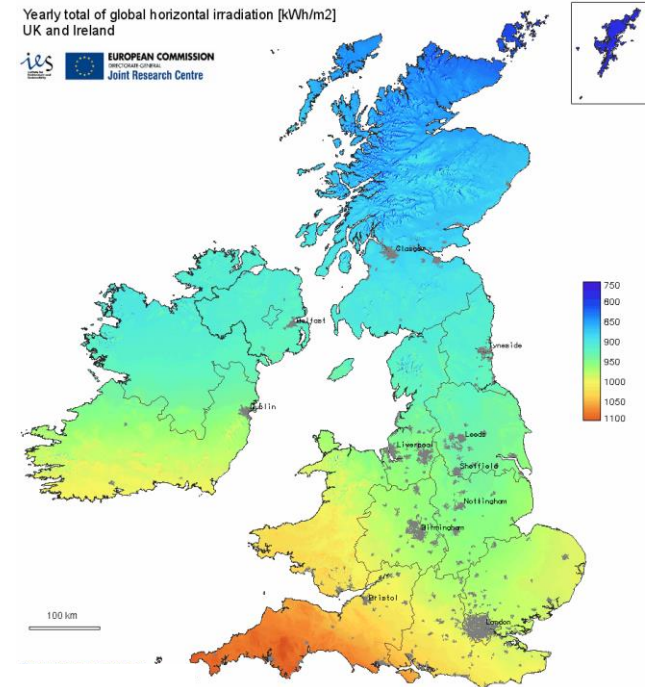 Yearly total of global horizontal irradiation [kWh/m2]
UK and Ireland
ies
EUROPEAN COMMISSION
DIRECTORATE-GENERAL
Joint Research Centre
Glasgow
Belfast
Tyneside
Dublin
Leeds
Liverpool
Sheffield
Nottingham
Birmingham
Bristol
London
750
800
850
900
950
1000
1050
1100
100 km